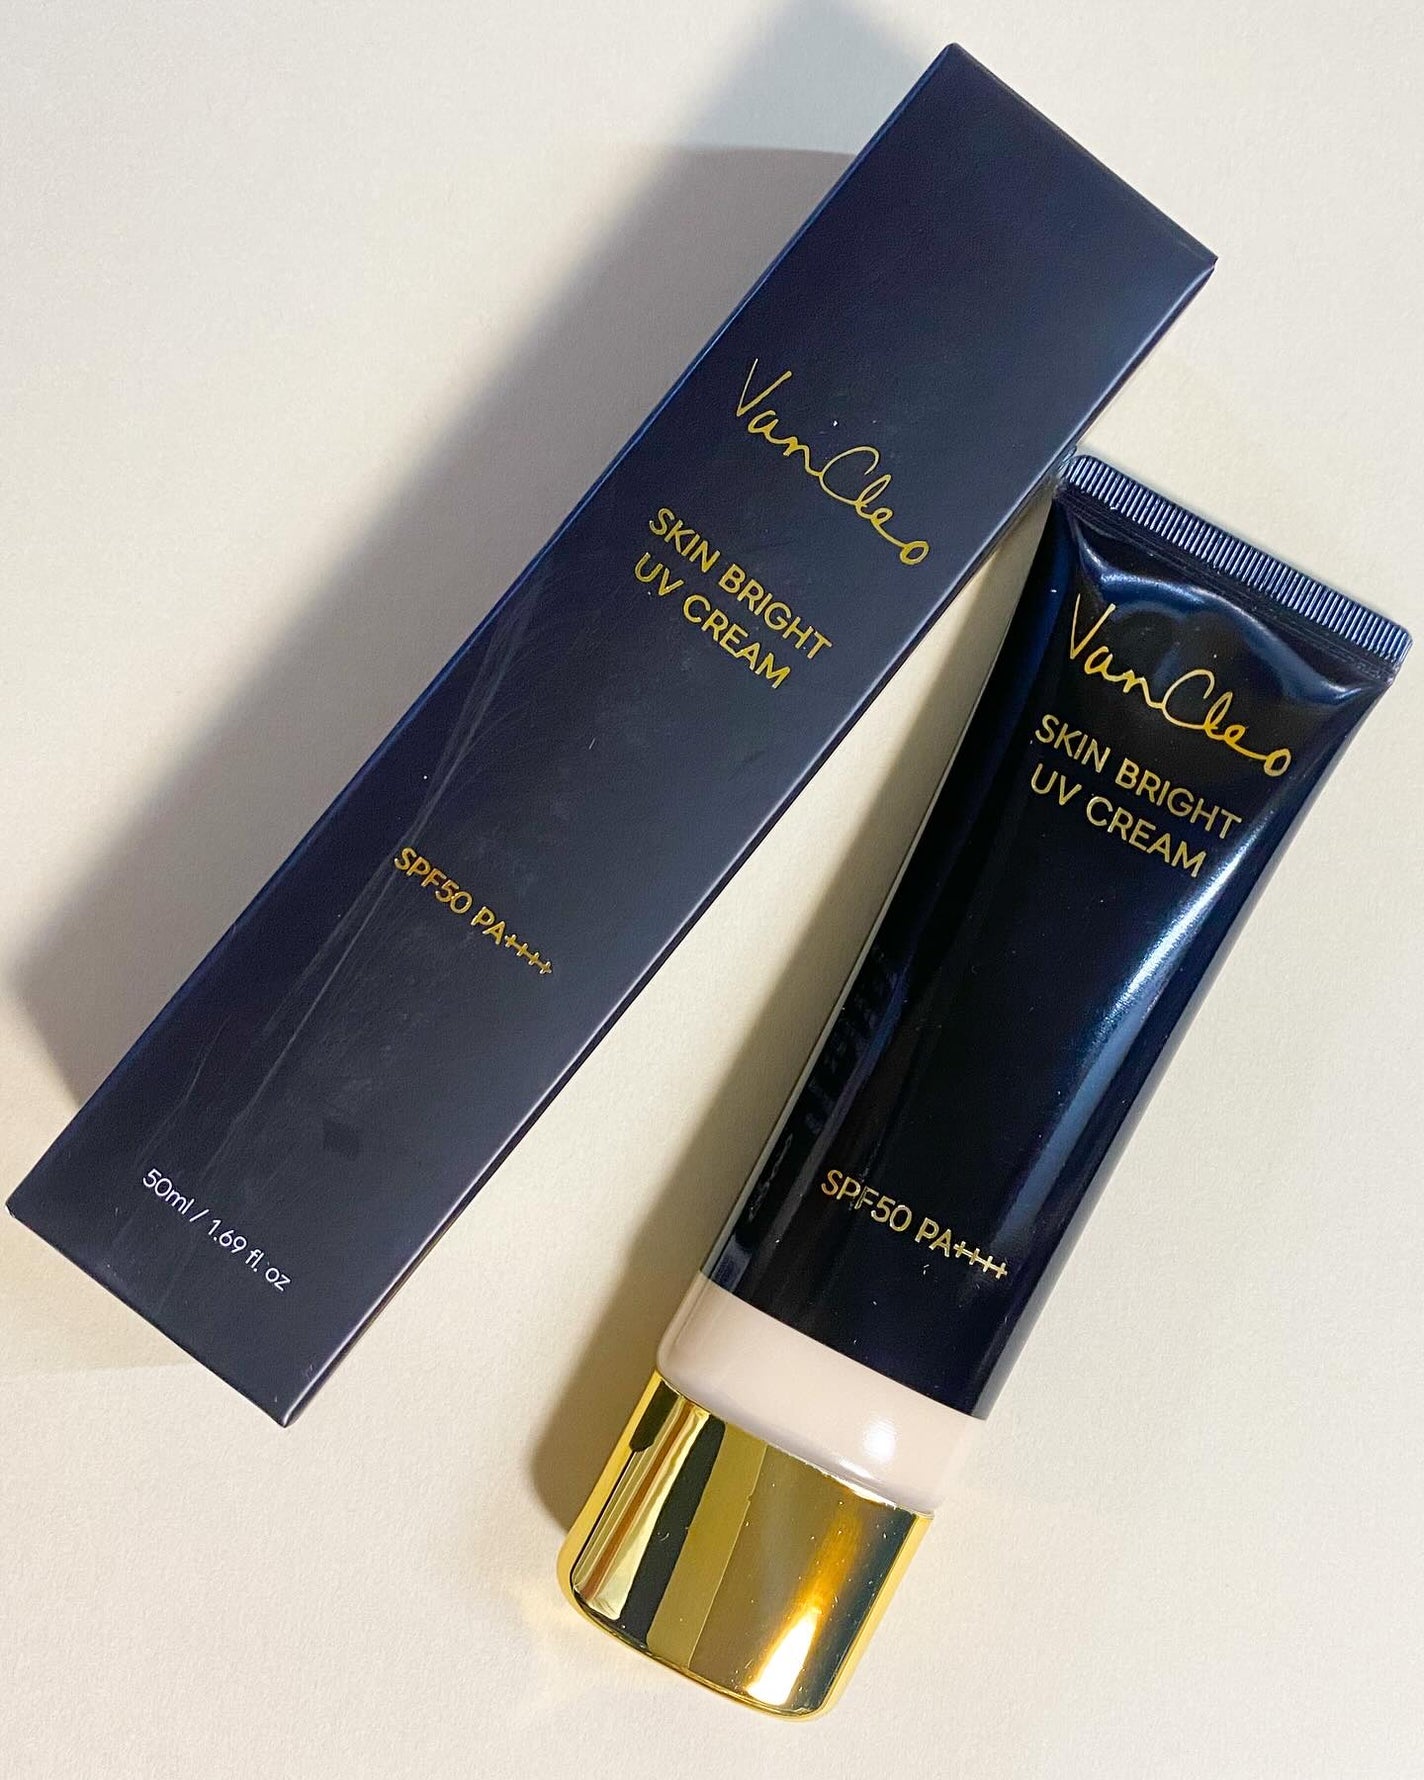 VanCleo
SKIN BRIGHT
UV CREAM
SPF50 PA++++
50ml / 1.69 fl. oz
VanCleo
SKIN BRIGHT
UV CREAM
SPF50 PA++++